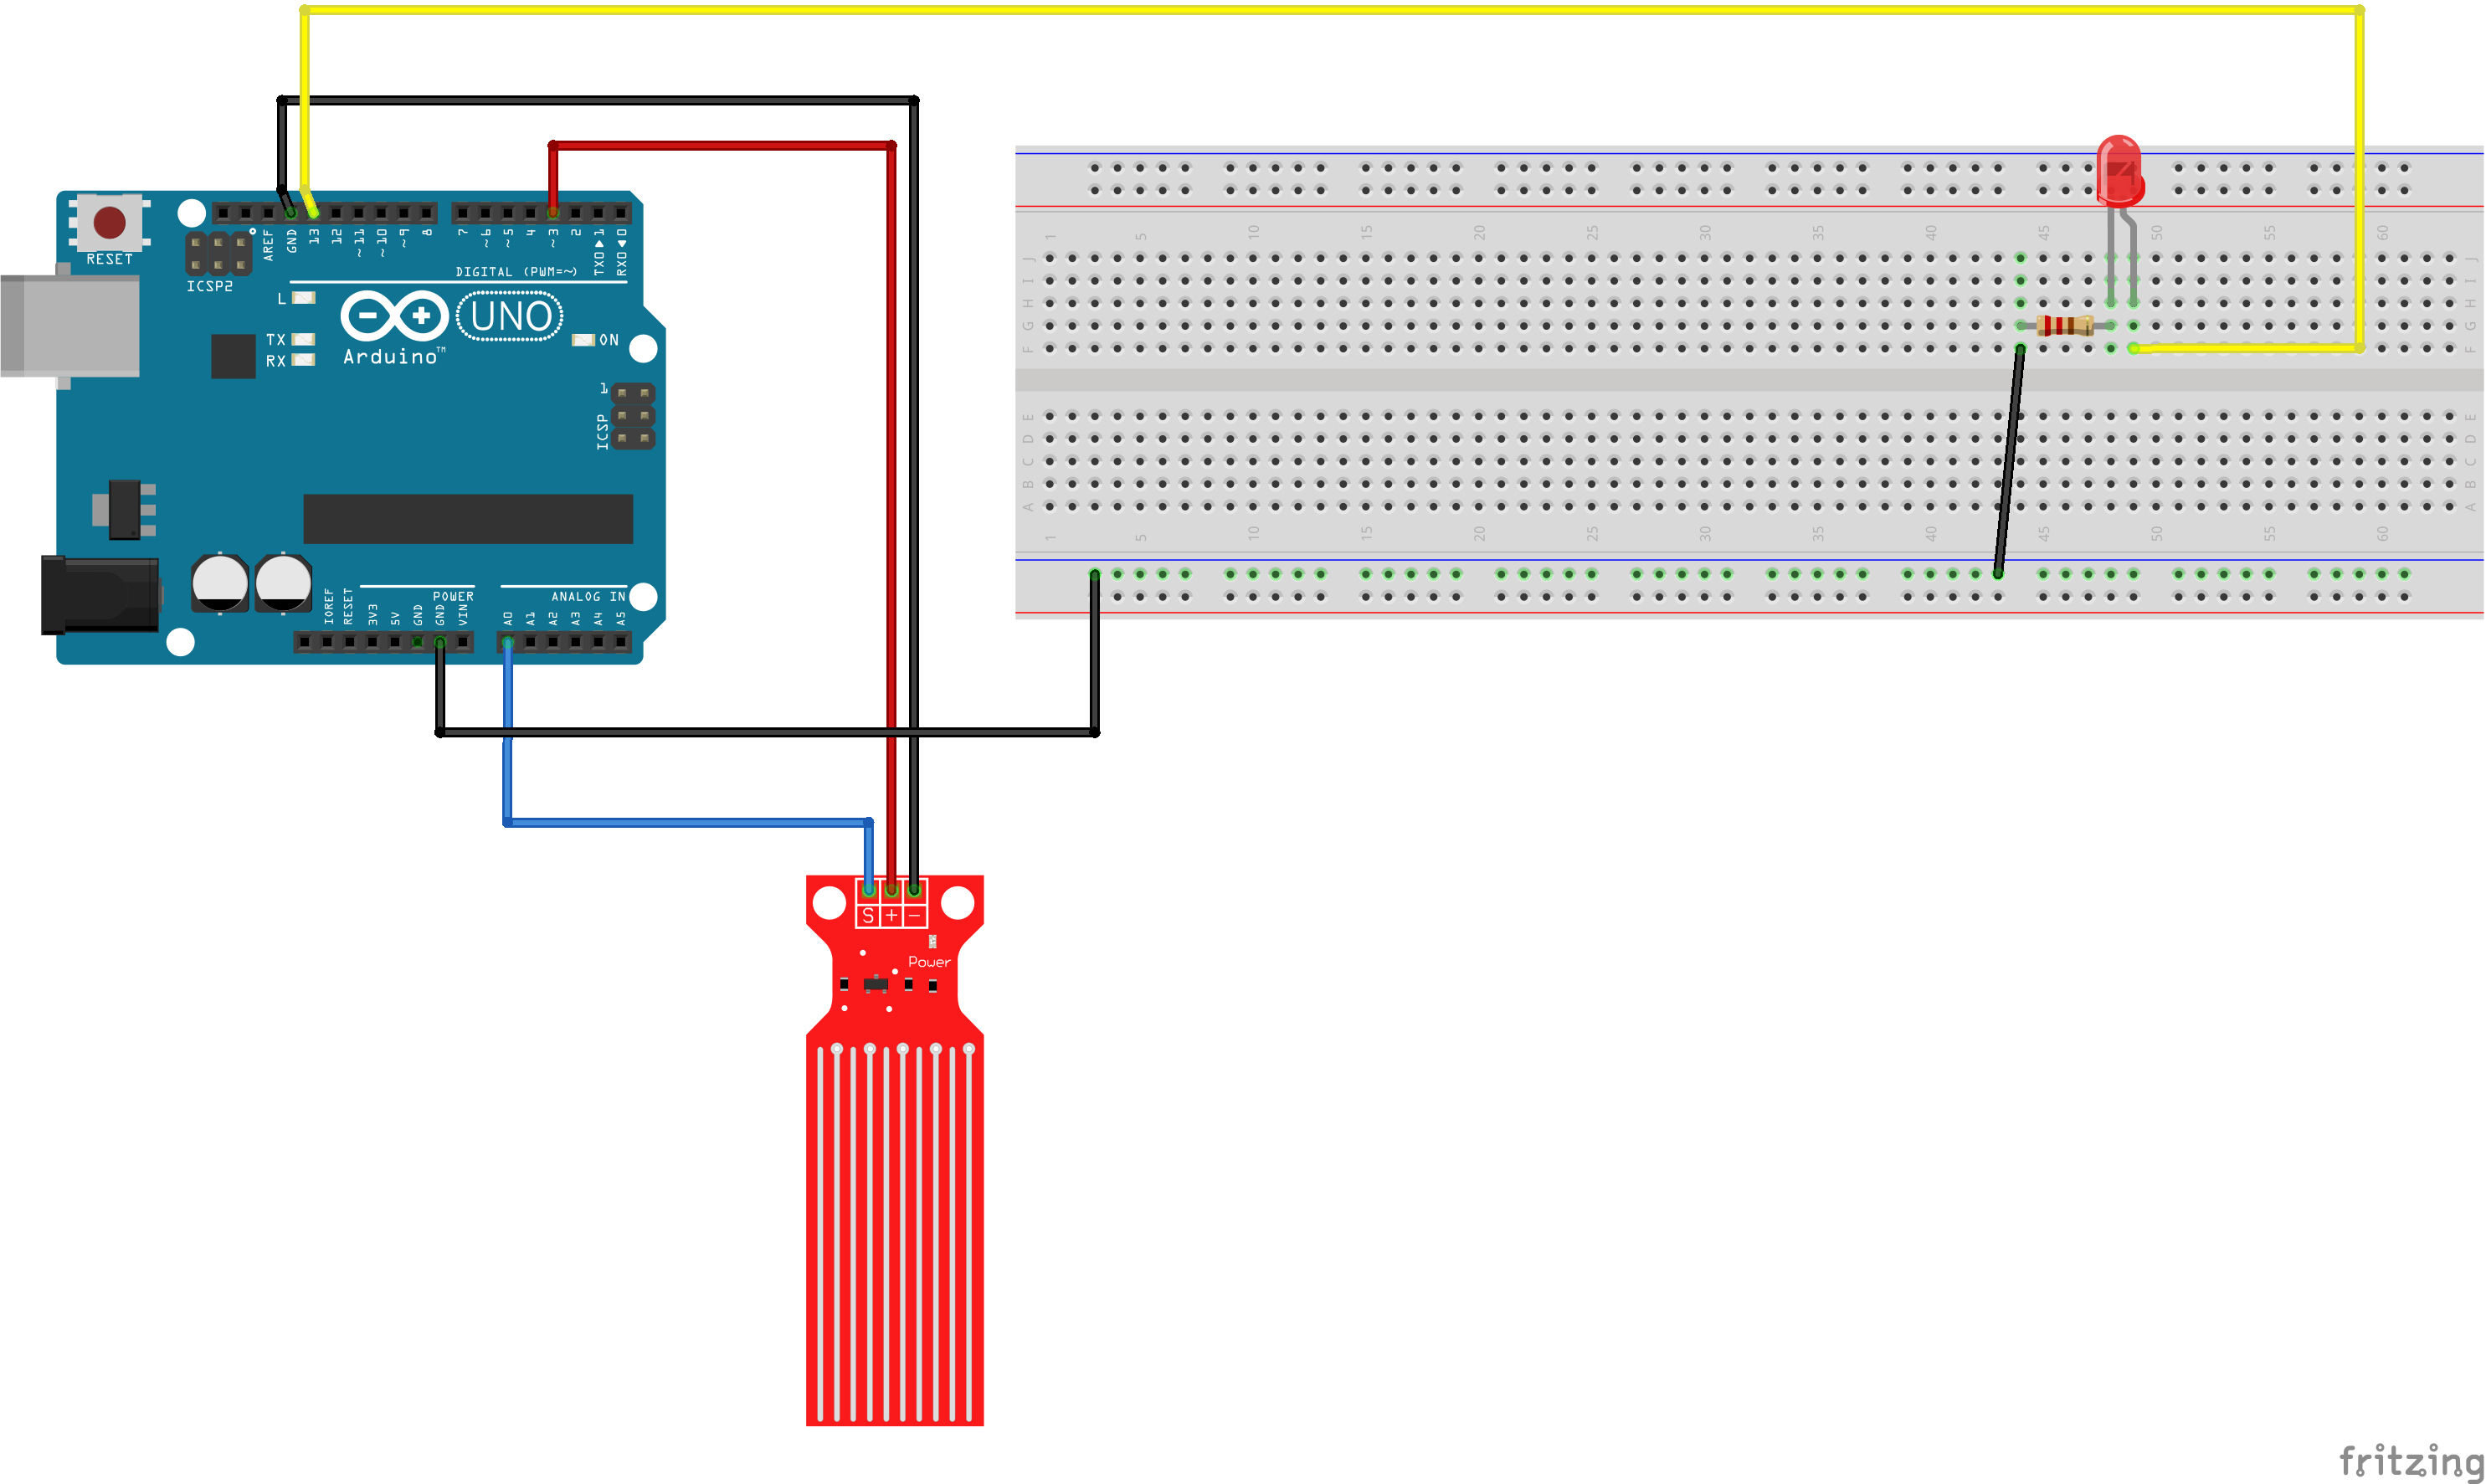 RESET
ICSP2
AREF
GND
13
12
~11
~10
~9
8
7
~6
~5
4
~3
2
TX0▶1
RX0◀0
DIGITAL (PWM=~)
L
TX
RX
UNO
Arduino™
ON
1
ICSP
IOREF
RESET
3V3
5V
GND
GND
VIN
POWER
A0
A1
A2
A3
A4
A5
ANALOG IN
1 5 10 15 20 25 30 35 40 45 50 55 60
J J
I I
H H
G G
F F
E E
D D
C C
B B
A A
1 5 10 15 20 25 30 35 40 45 50 55 60
S + −
Power
fritzing